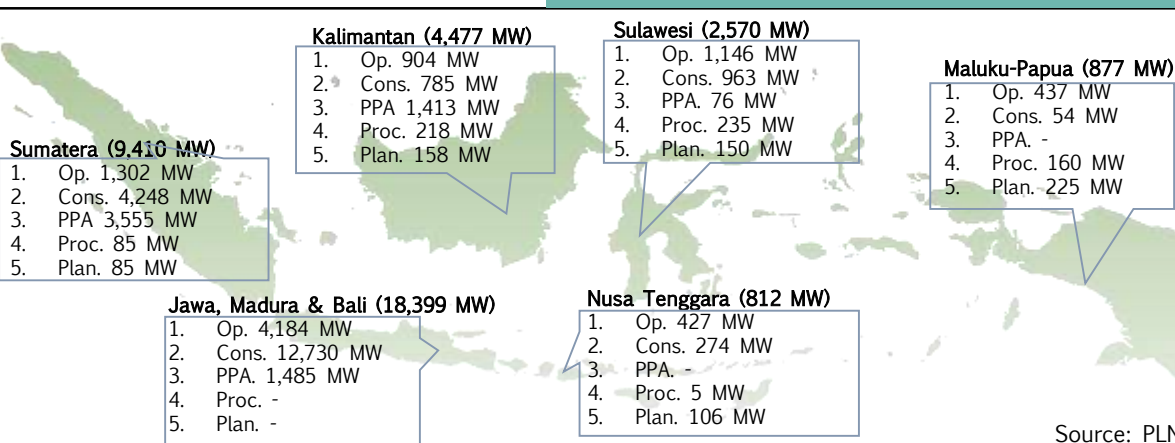 Kalimantan (4,477 MW)
1. Op. 904 MW
2. Cons. 785 MW
3. PPA 1,413 MW
4. Proc. 218 MW
5. Plan. 158 MW
Sulawesi (2,570 MW)
1. Op. 1,146 MW
2. Cons. 963 MW
3. PPA. 76 MW
4. Proc. 235 MW
5. Plan. 150 MW
Maluku-Papua (877 MW)
1. Op. 437 MW
2. Cons. 54 MW
3. PPA. -
4. Proc. 160 MW
5. Plan. 225 MW
Sumatera (9,410 MW)
1. Op. 1,302 MW
2. Cons. 4,248 MW
3. PPA 3,555 MW
4. Proc. 85 MW
5. Plan. 85 MW
Jawa, Madura & Bali (18,399 MW)
1. Op. 4,184 MW
2. Cons. 12,730 MW
3. PPA. 1,485 MW
4. Proc. -
5. Plan. -
Nusa Tenggara (812 MW)
1. Op. 427 MW
2. Cons. 274 MW
3. PPA. -
4. Proc. 5 MW
5. Plan. 106 MW
Source: PLN